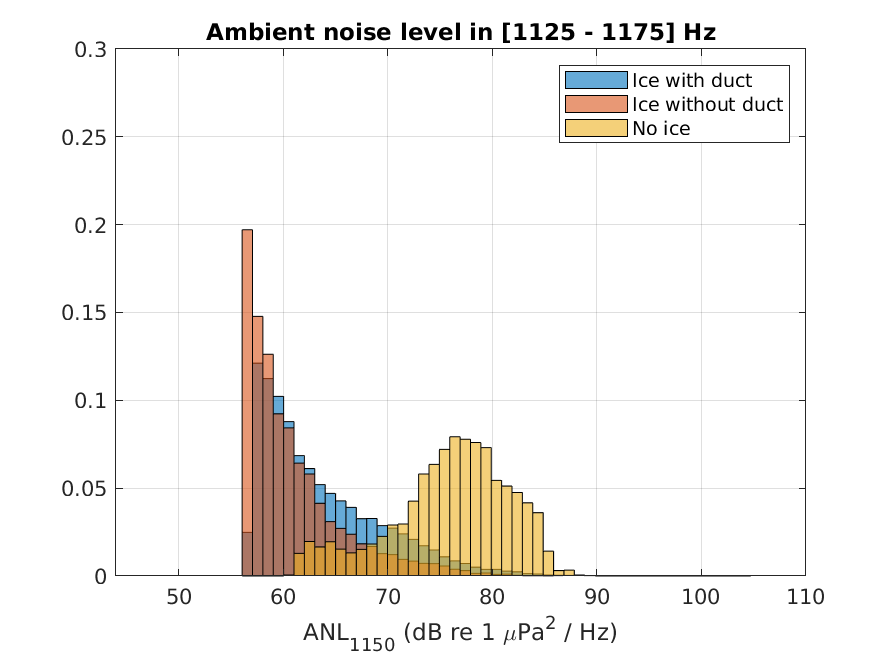 Ambient noise level in [1125 - 1175] Hz
0.3
0.25
0.2
0.15
0.1
0.05
0
Ice with duct
Ice without duct
No ice
50 60 70 80 90 100 110
ANL₁₁₅₀ (dB re 1 μPa² / Hz)